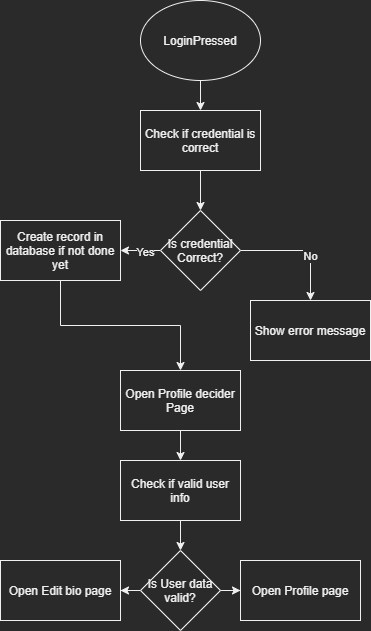 LoginPressed
Check if credential is
correct
Is credential
Correct?
Yes
No
Create record in
database if not done
yet
Show error message
Open Profile decider
Page
Check if valid user
info
Is User data
valid?
Open Edit bio page
Open Profile page